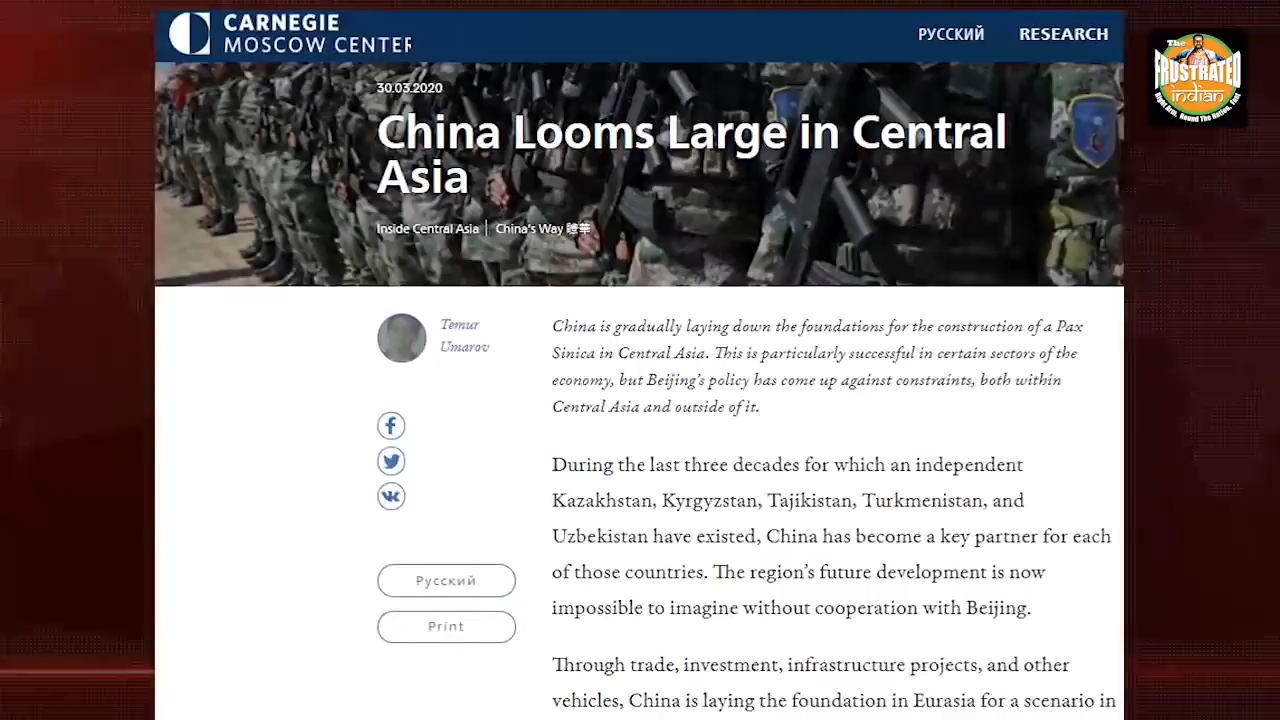 CARNEGIE
MOSCOW CENTER
РУССКИЙ
RESEARCH
The
FRUSTRATED
indian
Right Arm. Round The Nation. Fast
30.03.2020
China Looms Large in Central
Asia
Inside Central Asia | China's Way
Temur
Umarov
China is gradually laying down the foundations for the construction of a Pax
Sinica in Central Asia. This is particularly successful in certain sectors of the
economy, but Beijing's policy has come up against constraints, both within
Central Asia and outside of it.
During the last three decades for which an independent
Kazakhstan, Kyrgyzstan, Tajikistan, Turkmenistan, and
Uzbekistan have existed, China has become a key partner for each
of those countries. The region's future development is now
impossible to imagine without cooperation with Beijing.
Русский
Print
Through trade, investment, infrastructure projects, and other
vehicles, China is laying the foundation in Eurasia for a scenario in